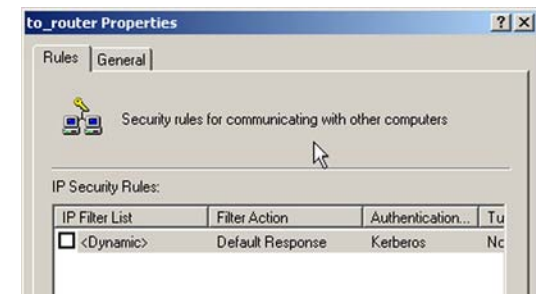 to_router Properties
Rules General
Security rules for communicating with other computers
IP Security Rules:
IP Filter List Filter Action Authentication... Tu
<Dynamic> Default Response Kerberos Nc